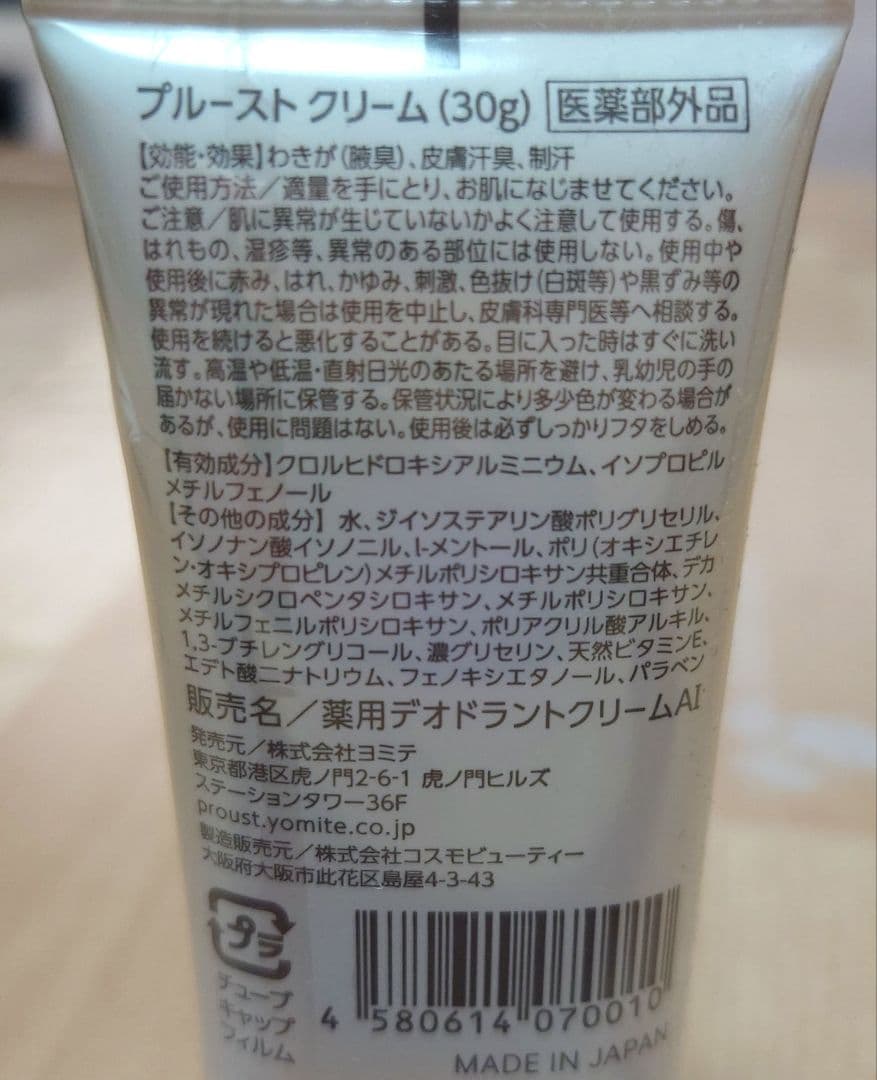 プルースト クリーム (30g) 医薬部外品
【効能・効果】わきが(腋臭)、皮膚汗臭、制汗
ご使用方法/適量を手にとり、お肌になじませてください。
ご注意/肌に異常が生じていないかよく注意して使用する。傷、
はれもの、湿疹等、異常のある部位には使用しない。使用中や
使用後に赤み、はれ、かゆみ、刺激、色抜け(白斑等)や黒ずみ等の
異常が現れた場合は使用を中止し、皮膚科専門医等へ相談する。
使用を続けると悪化することがある。目に入った時はすぐに洗い
流す。高温や低温・直射日光のあたる場所を避け、乳幼児の手の
届かない場所に保管する。保管状況により多少色が変わる場合が
あるが、使用に問題はない。使用後は必ずしっかりフタをしめる。
【有効成分】クロルヒドロキシアルミニウム、イソプロピル
メチルフェノール
【その他の成分】水、ジイソステアリン酸ポリグリセリル、
イソノナン酸イソノニル、l-メントール、ポリ(オキシエチレ
ン・オキシプロピレン)メチルポリシロキサン共重合体、デカ
メチルシクロペンタシロキサン、メチルポリシロキサン、
メチルフェニルポリシロキサン、ポリアクリル酸アルキル、
1,3-ブチレングリコール、濃グリセリン、天然ビタミンE、
エデト酸二ナトリウム、フェノキシエタノール、パラベン
販売名/薬用デオドラントクリームAI
発売元/株式会社ヨミテ
東京都港区虎ノ門2-6-1 虎ノ門ヒルズ
ステーションタワー36F
proust.yomite.co.jp
製造販売元/株式会社コスモビューティー
大阪府大阪市此花区島屋4-3-43
プラ
チューブ
キャップ
フィルム
4 580614 070010
MADE IN JAPAN